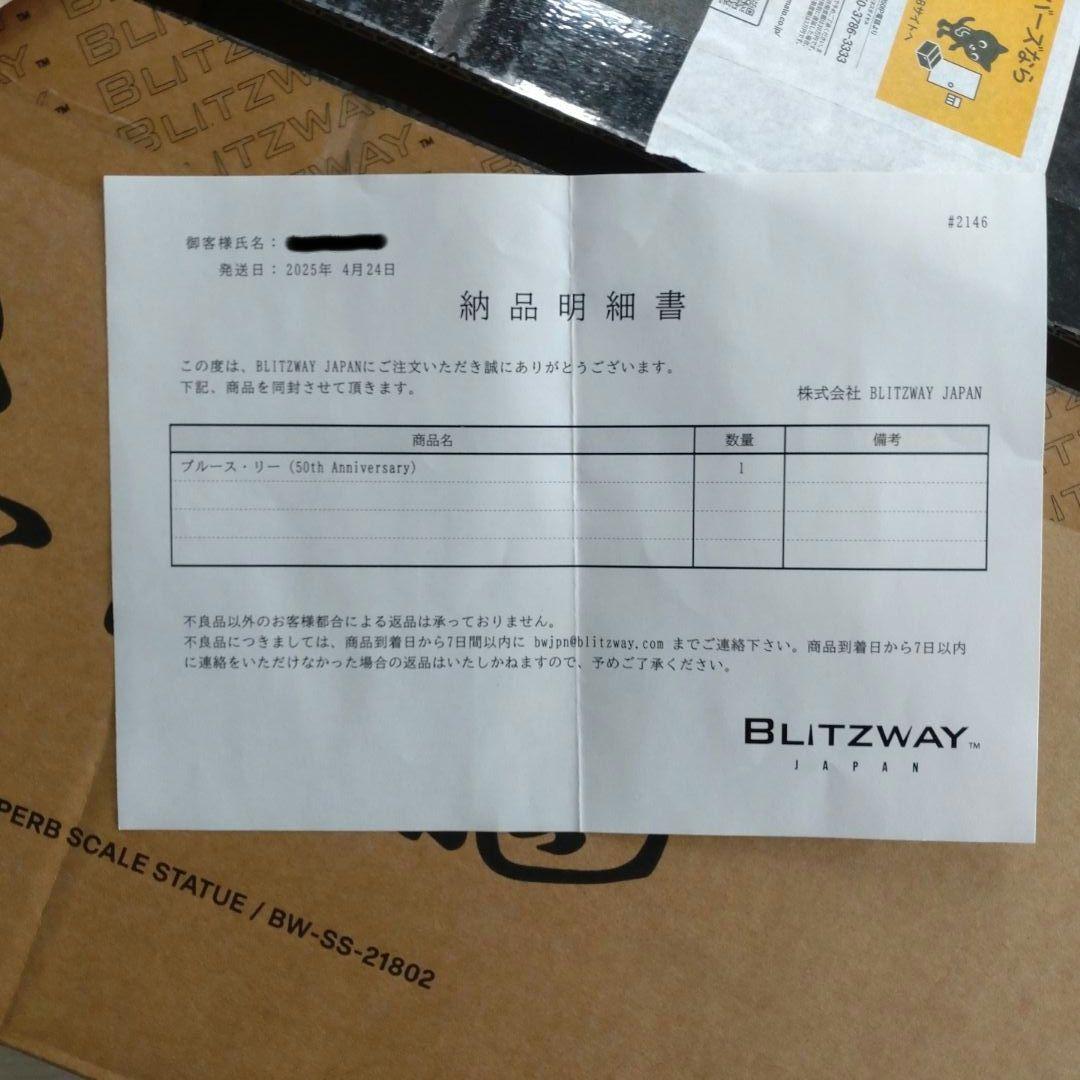 BLITZWAY
BLITZWAY
BLITZWAY
BLITZWAY™
0-3786-3333
バーズなら
Bサイトへ
#2146
御客様氏名：
発送日：2025年 4月24日
納品明細書
この度は、BLITZWAY JAPANにご注文いただき誠にありがとうございます。
下記、商品を同封させて頂きます。
株式会社 BLITZWAY JAPAN
商品名 数量 備考
ブルース・リー (50th Anniversary) 1
不良品以外のお客様都合による返品は承っておりません。
不良品につきましては、商品到着日から7日間以内に bwjpn@blitzway.com までご連絡下さい。商品到着日から7日以内
に連絡をいただけなかった場合の返品はいたしかねますので、予めご了承ください。
BLITZWAY™
JAPAN
PERB SCALE STATUE / BW-SS-21802